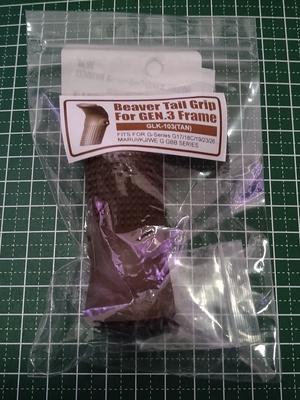 Beaver Tail Grip
For GEN.3 Frame
GLK-103(TAN)
FITS FOR G-Series G17/18C/19/23/26
MARUI/KJ/WE G GBB SERIES